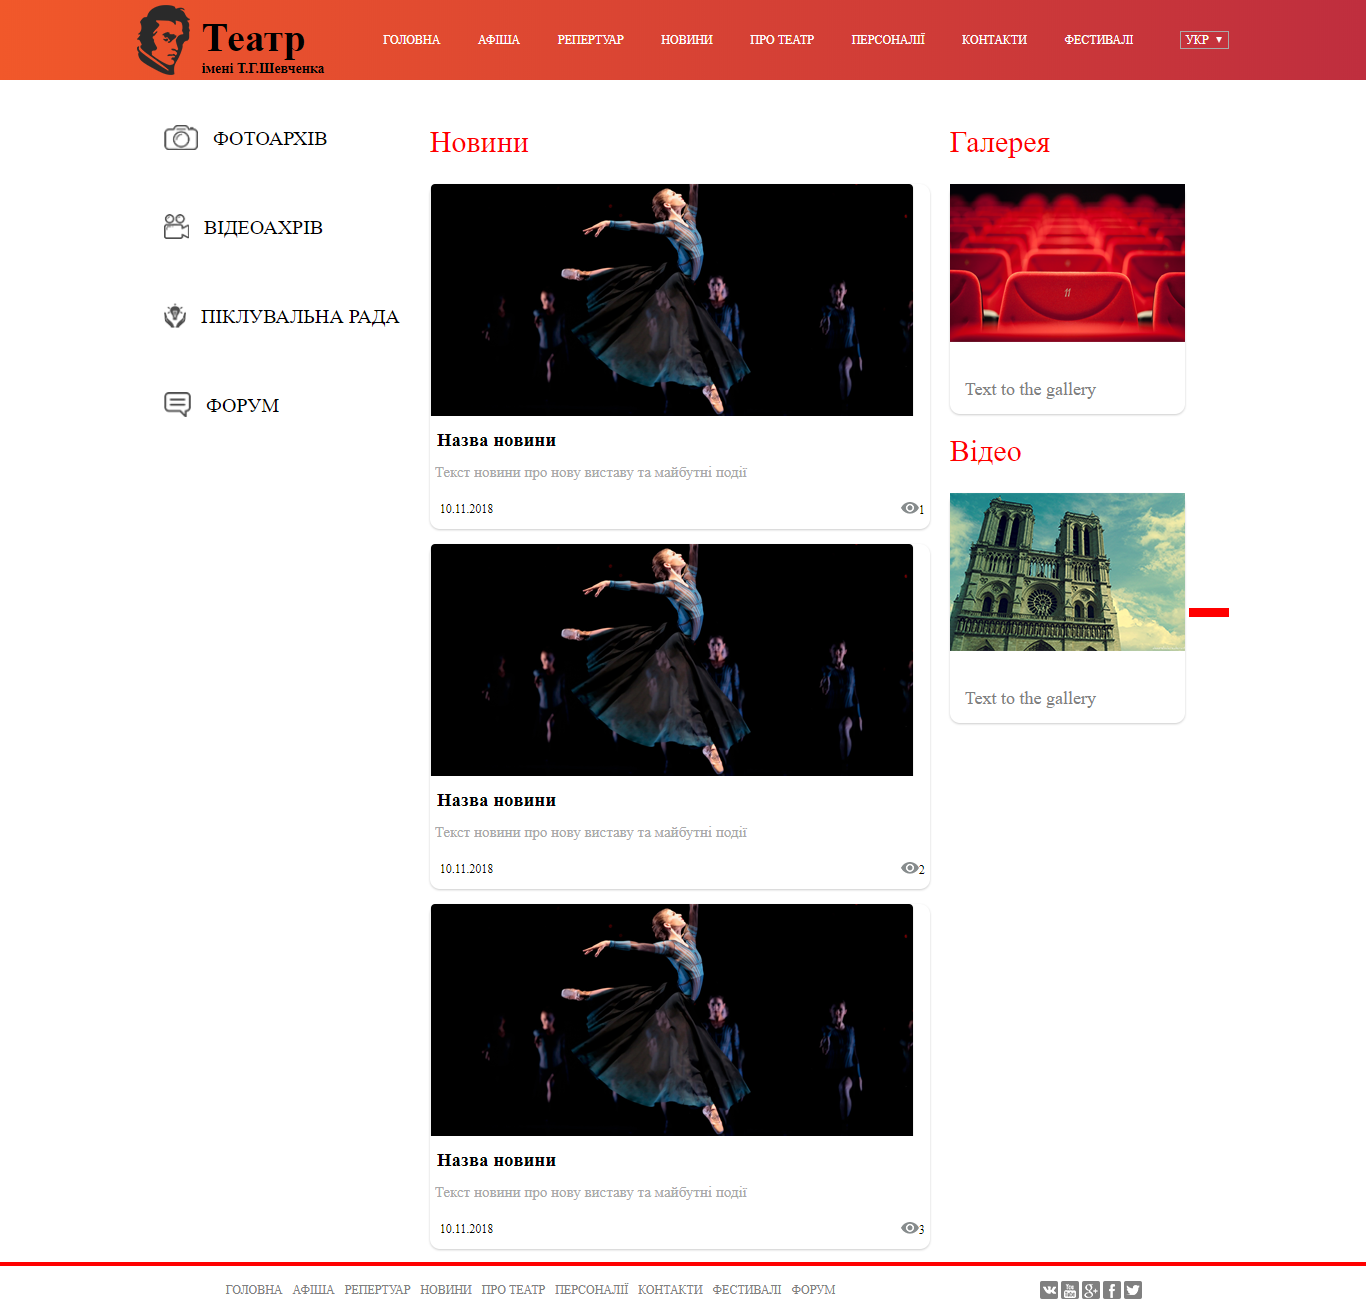 Театр
імені Т.Г.Шевченка
ГОЛОВНА АФІША РЕПЕРТУАР НОВИНИ ПРО ТЕАТР ПЕРСОНАЛІЇ КОНТАКТИ ФЕСТИВАЛІ УКР
ФОТОАРХІВ
ВІДЕОАХРІВ
ПІКЛУВАЛЬНА РАДА
ФОРУМ
Новини
Назва новини
Текст новини про нову виставу та майбутні події
10.11.2018 1
Назва новини
Текст новини про нову виставу та майбутні події
10.11.2018 2
Назва новини
Текст новини про нову виставу та майбутні події
10.11.2018 3
Галерея
11
Text to the gallery
Відео
Text to the gallery
ГОЛОВНА АФІША РЕПЕРТУАР НОВИНИ ПРО ТЕАТР ПЕРСОНАЛІЇ КОНТАКТИ ФЕСТИВАЛІ ФОРУМ
You Tube